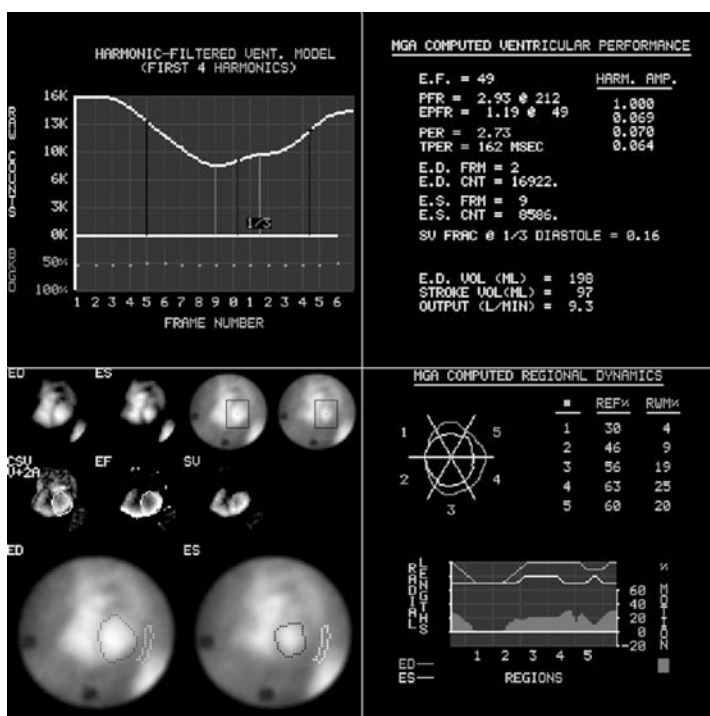 HARMONIC-FILTERED VENT. MODEL
(FIRST 4 HARMONICS)
16K
13K
10K
6K
3K
0K
50%
100%
1/3
1 2 3 4 5 6 7 8 9 0 1 2 3 4 5 6
FRAME NUMBER
MGA COMPUTED VENTRICULAR PERFORMANCE
E.F. = 49
PFR = 2.93 @ 212
EPFR = 1.19 @ 49
PER = 2.73
TPER = 162 MSEC
E.D. FRM = 2
E.D. CNT = 16922.
E.S. FRM = 9
E.S. CNT = 8586.
SV FRAC @ 1/3 DIASTOLE = 0.16
E.D. VOL (ML) = 198
STROKE VOL(ML) = 97
OUTPUT (L/MIN) = 9.3
HARM. AMP.
1.000
0.069
0.070
0.064
ED ES
CSV EF SV
V+2A
ED ES
MGA COMPUTED REGIONAL DYNAMICS
1 5
2 4
3
# REF% RWM%
1 30 4
2 46 9
3 56 19
4 63 25
5 60 20
RADIAL
LENGTHS
% MOTION
60
40
20
0
-20
1 2 3 4 5
ED—
ES—
REGIONS